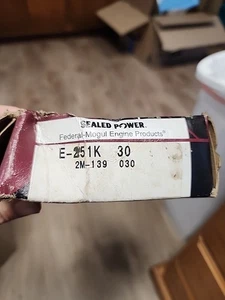 SEALED POWER
Federal-Mogul Engine Products®
E-251K 30
2M-139 030